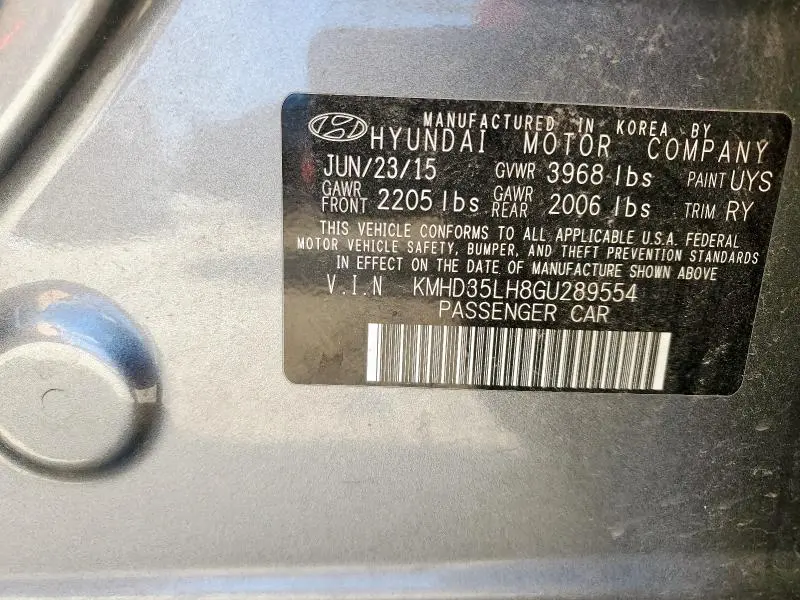 MANUFACTURED IN KOREA BY
HYUNDAI MOTOR COMPANY
JUN/23/15 GVWR 3968 lbs PAINT UYS
GAWR FRONT 2205 lbs GAWR REAR 2006 lbs TRIM RY
THIS VEHICLE CONFORMS TO ALL APPLICABLE U.S.A. FEDERAL
MOTOR VEHICLE SAFETY, BUMPER, AND THEFT PREVENTION STANDARDS
IN EFFECT ON THE DATE OF MANUFACTURE SHOWN ABOVE
V.I.N KMHD35LH8GU289554
PASSENGER CAR